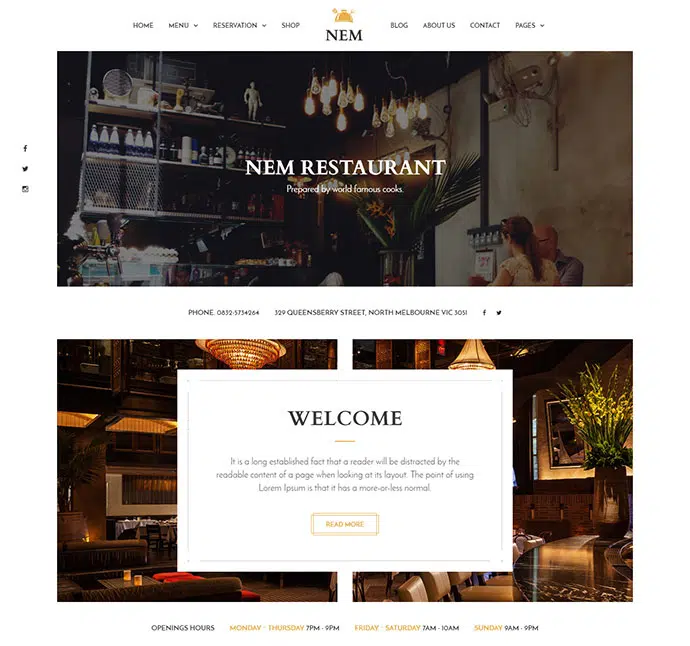 HOME MENU RESERVATION SHOP NEM BLOG ABOUT US CONTACT PAGES
NEM RESTAURANT
Prepared by world famous cooks.
PHONE. 0832-5734264 329 QUEENSBERRY STREET, NORTH MELBOURNE VIC 3051
WELCOME
It is a long established fact that a reader will be distracted by the
readable content of a page when looking at its layout. The point of using
Lorem Ipsum is that it has a more-or-less normal.
READ MORE
OPENINGS HOURS MONDAY - THURSDAY 7PM - 9PM FRIDAY - SATURDAY 7AM - 10AM SUNDAY 9AM - 9PM